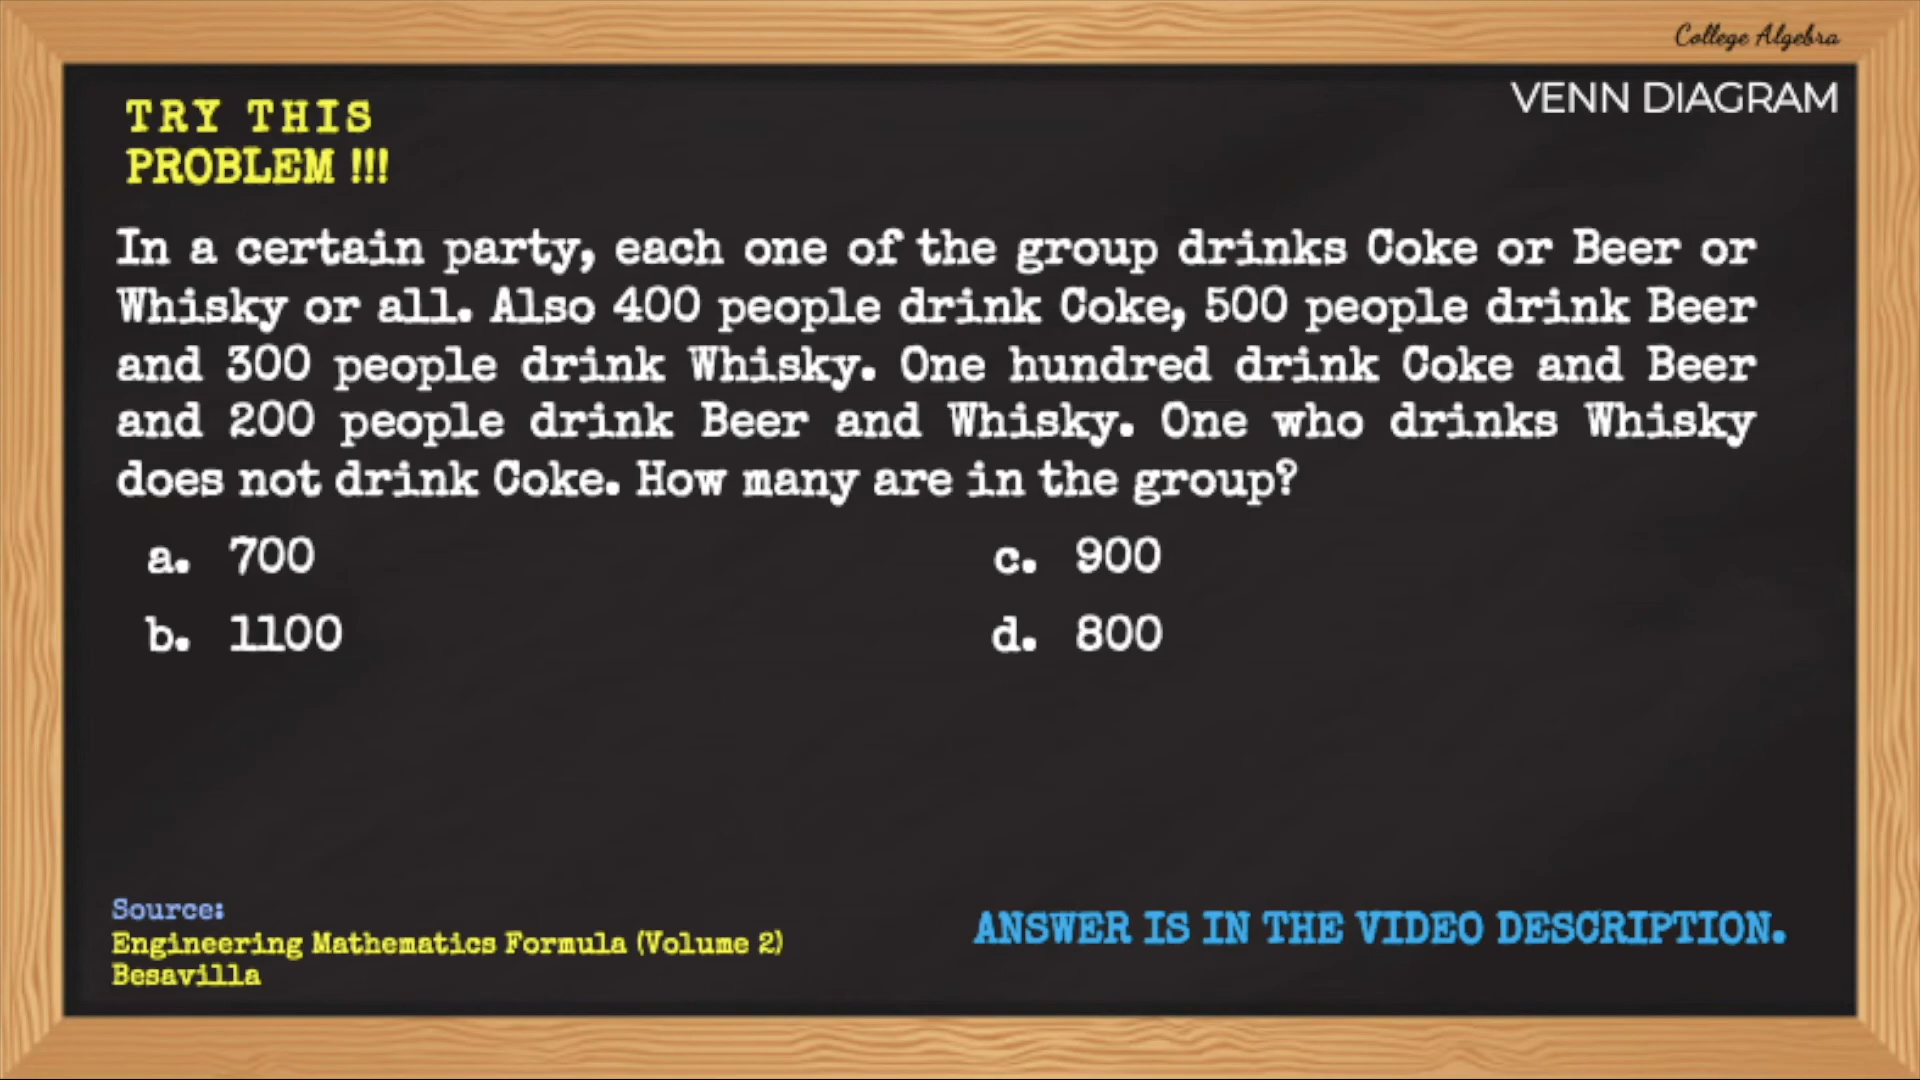 College Algebra
VENN DIAGRAM
TRY THIS
PROBLEM !!!
In a certain party, each one of the group drinks Coke or Beer or
Whisky or all. Also 400 people drink Coke, 500 people drink Beer
and 300 people drink Whisky. One hundred drink Coke and Beer
and 200 people drink Beer and Whisky. One who drinks Whisky
does not drink Coke. How many are in the group?
a. 700
c. 900
b. 1100
d. 800
Source:
Engineering Mathematics Formula (Volume 2)
Besavilla
ANSWER IS IN THE VIDEO DESCRIPTION.